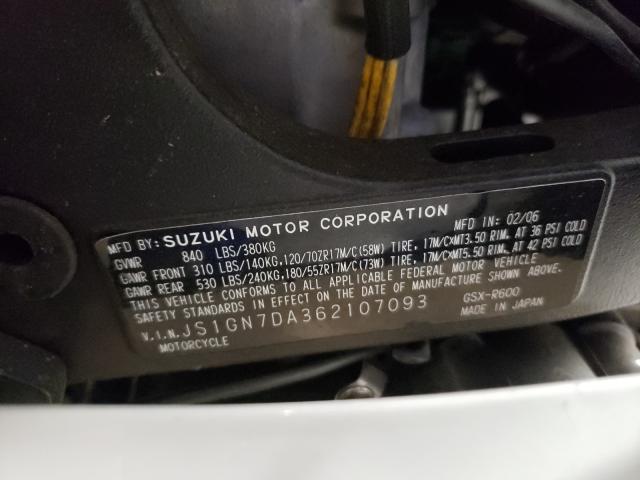 MFD BY: SUZUKI MOTOR CORPORATION MFD IN: 02/06
GVWR 840 LBS/380KG
GAWR FRONT 310 LBS/140KG,120/70ZR17M/C(58W) TIRE, 17M/CxMT3.50 RIM, AT 36 PSI COLD
GAWR REAR 530 LBS/240KG,180/55ZR17M/C(73W) TIRE, 17M/CxMT5.50 RIM, AT 42 PSI COLD
THIS VEHICLE CONFORMS TO ALL APPLICABLE FEDERAL MOTOR VEHICLE
SAFETY STANDARDS IN EFFECT ON THE DATE OF MANUFACTURE SHOWN ABOVE.
V.I.N. JS1GN7DA362107093 GSX-R600
MOTORCYCLE MADE IN JAPAN